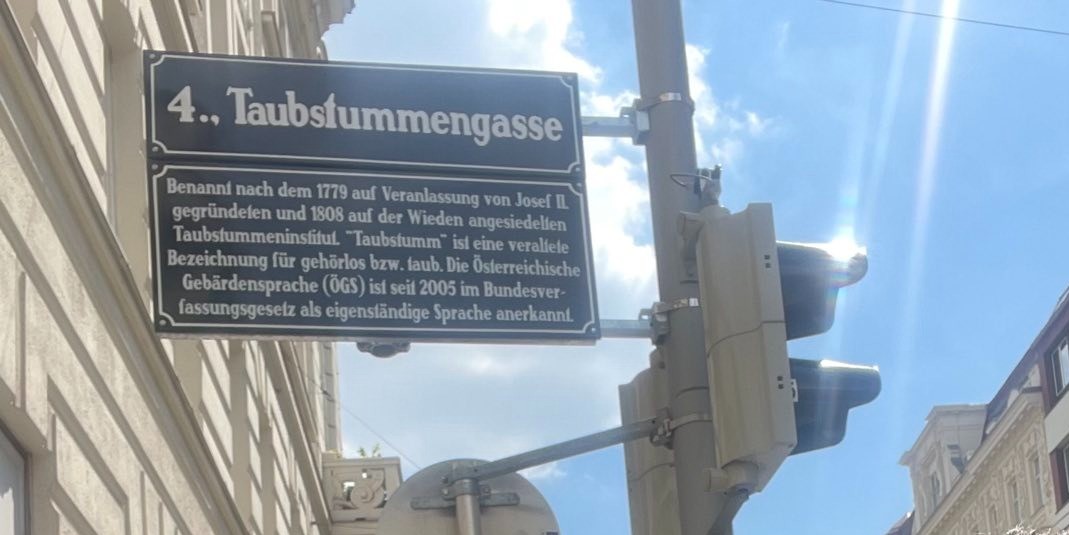 4., Taubstummengasse
Benannt nach dem 1779 auf Veranlassung von Josef II.
gegründeten und 1808 auf der Wieden angesiedelten
Taubstummeninstitut. "Taubstumm" ist eine veraltete
Bezeichnung für gehörlos bzw. taub. Die Österreichische
Gebärdensprache (ÖGS) ist seit 2005 im Bundesver-
fassungsgesetz als eigenständige Sprache anerkannt.